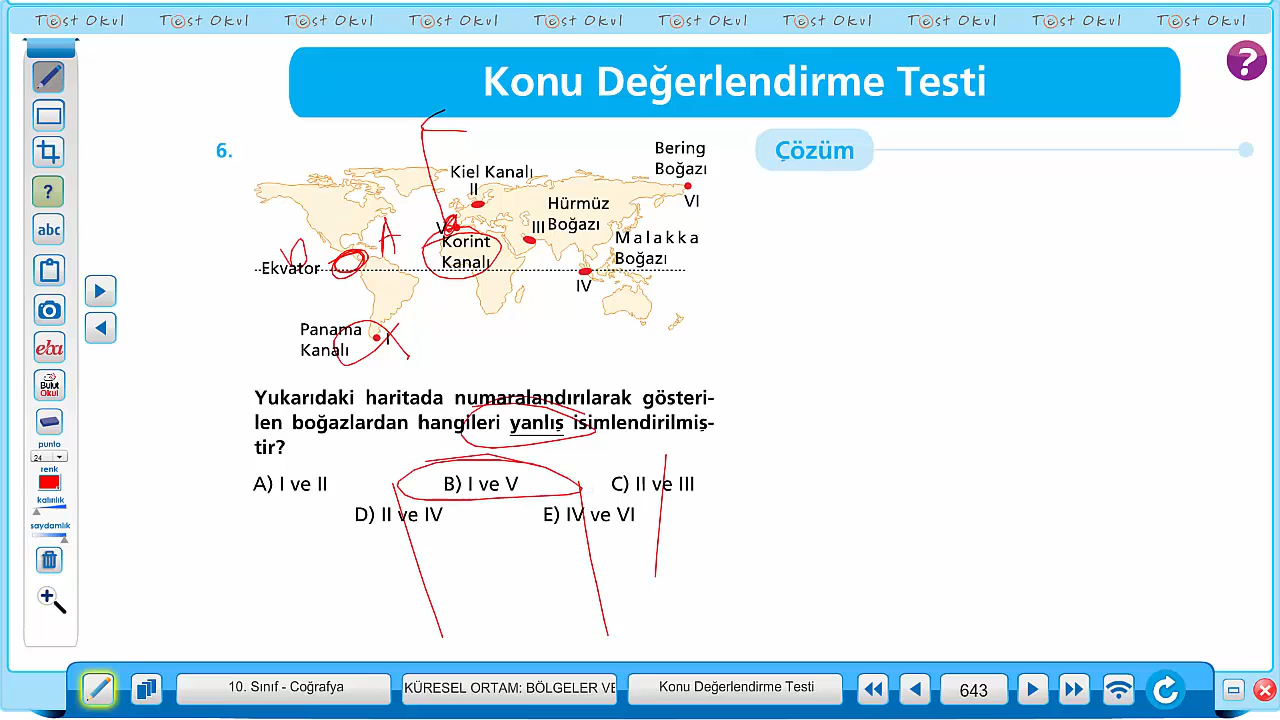 Test Okul Test Okul Test Okul Test Okul Test Okul Test Okul Test Okul Test Okul Test Okul Test Okul
Konu Değerlendirme Testi
?
6.
Çözüm
Bering
Boğazı
VI
Kiel Kanalı
II
Hürmüz
Boğazı
III
Malakka
Boğazı
IV
V
Korint
Kanalı
A
Ekvator
Panama
Kanalı
I
Yukarıdaki haritada numaralandırılarak gösteri-
len boğazlardan hangileri yanlış isimlendirilmiş-
tir?
A) I ve II B) I ve V C) II ve III
D) II ve IV E) IV ve VI
?
abc
eba
Bulut
Okul
punto
24
renk
kalınlık
saydamlık
10. Sınıf - Coğrafya
KÜRESEL ORTAM: BÖLGELER VE
Konu Değerlendirme Testi
643